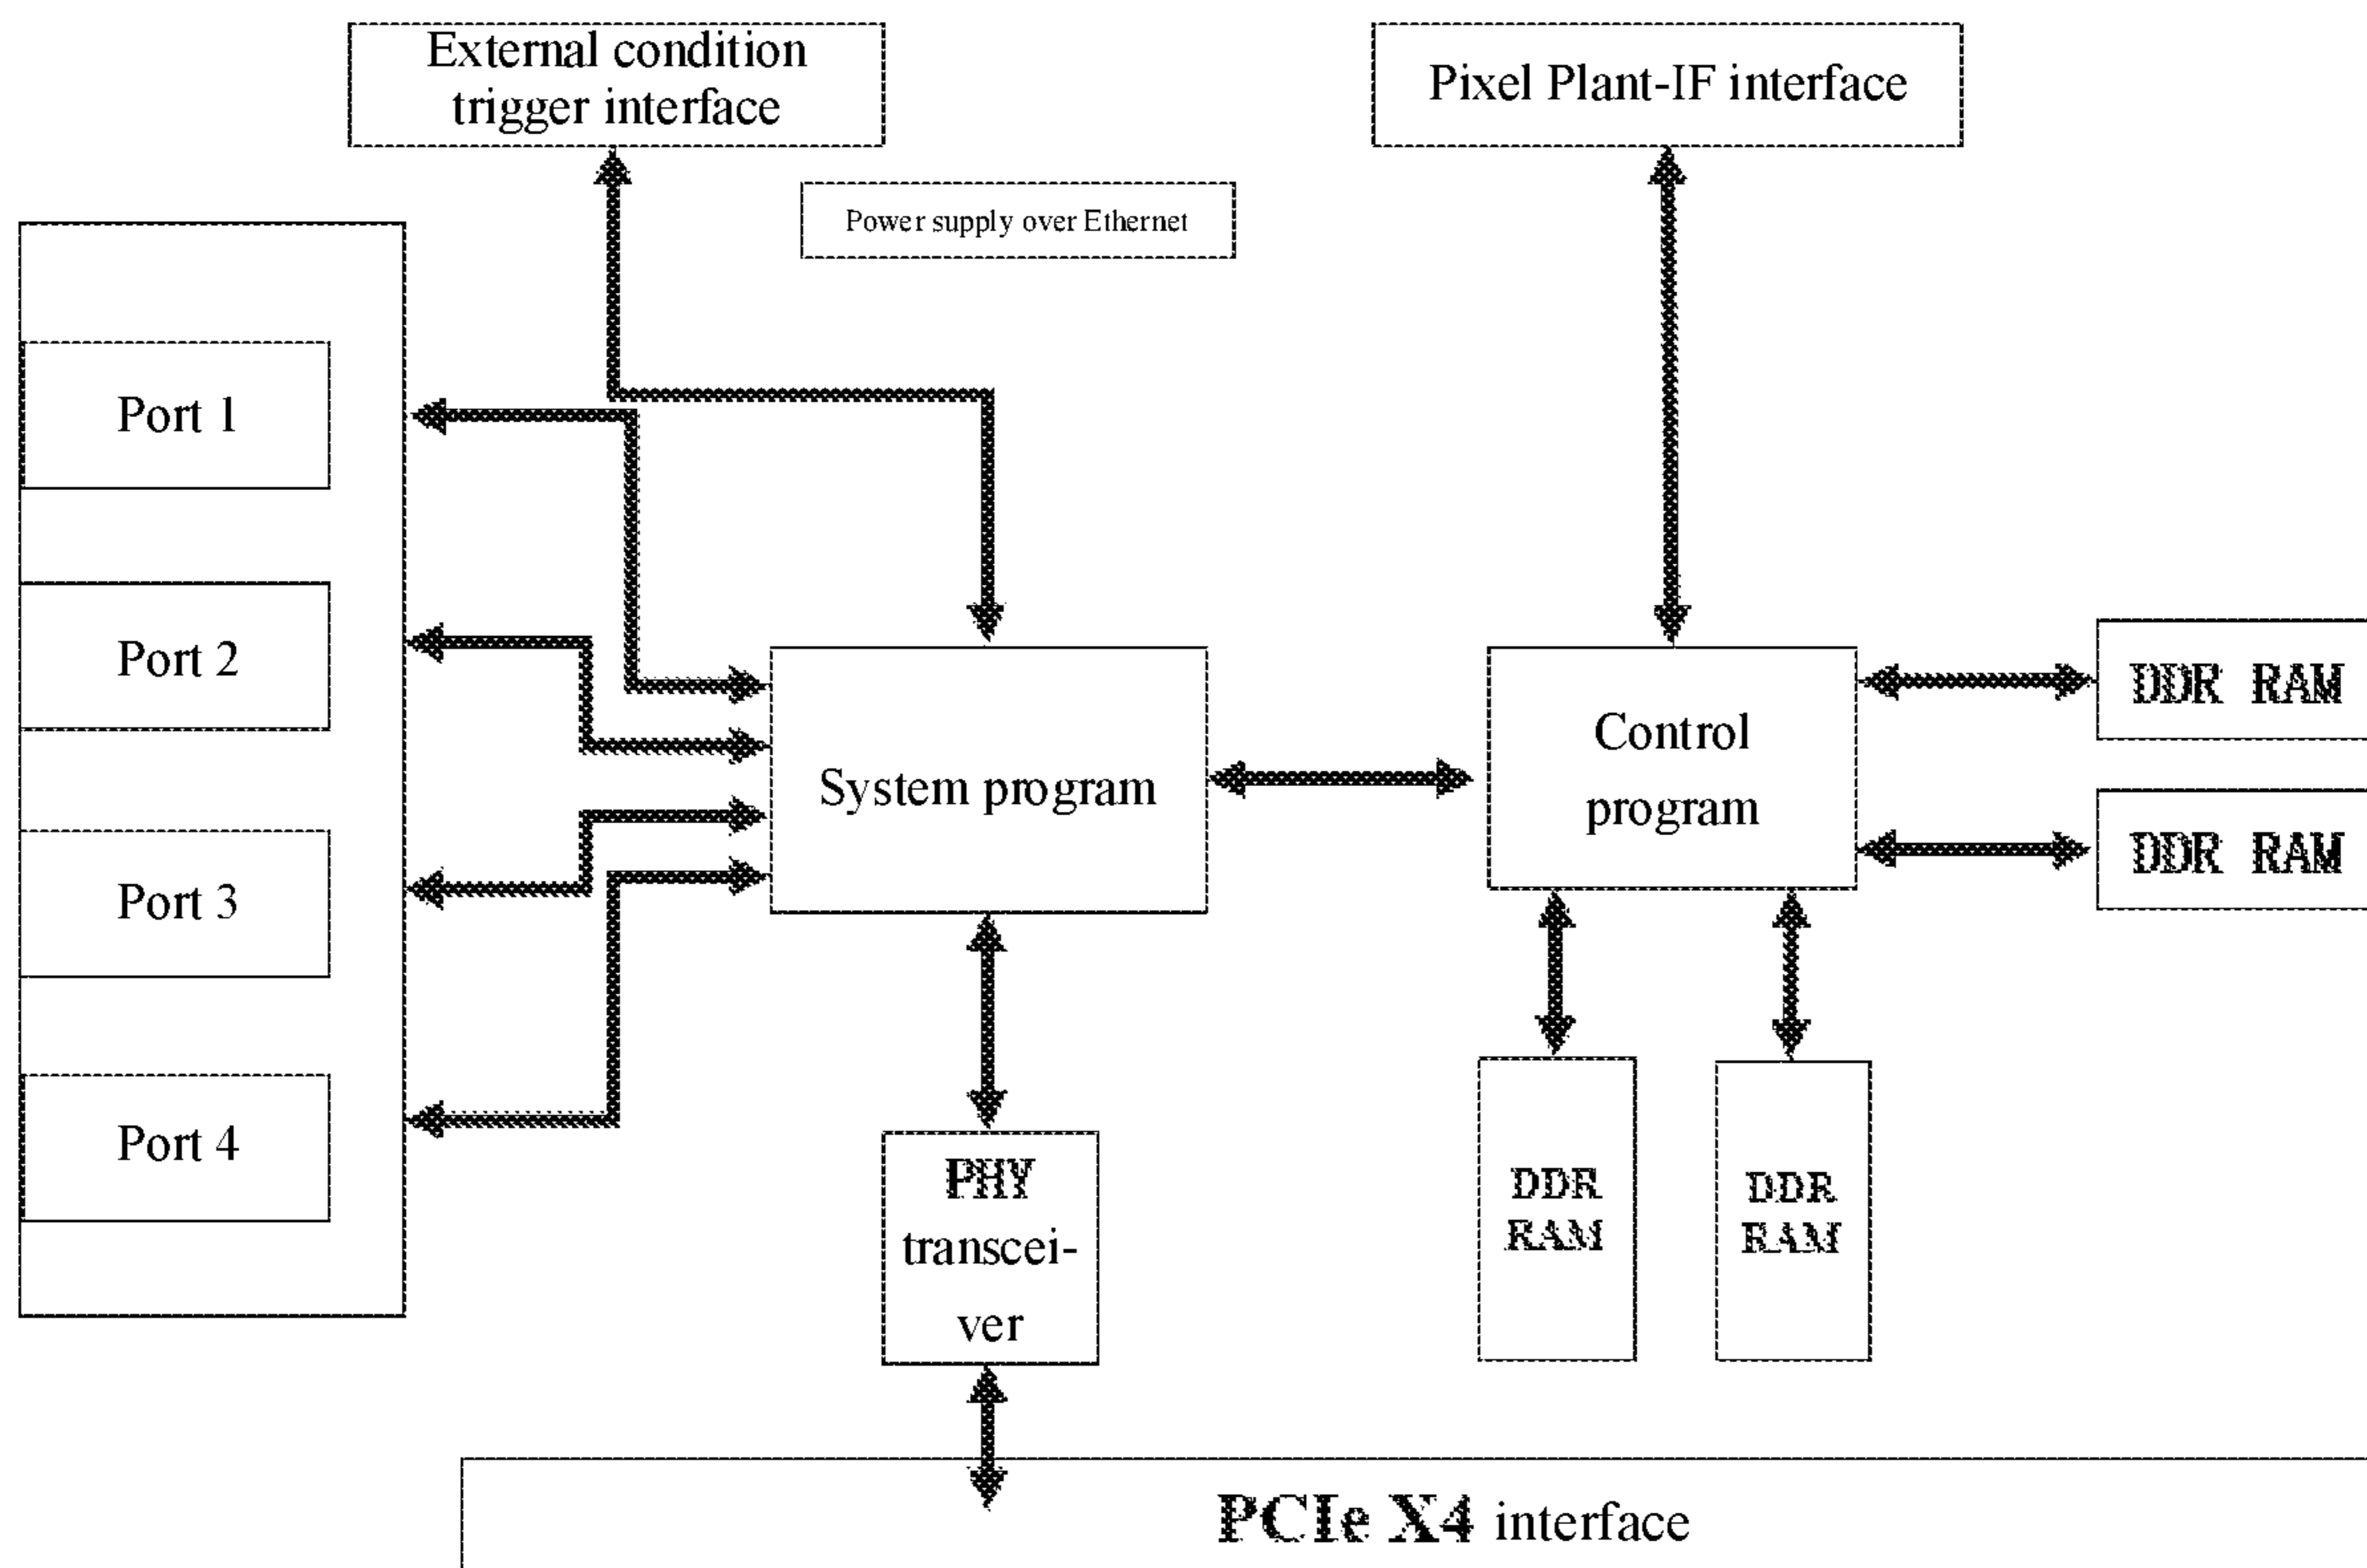 External condition
trigger interface
Pixel Plant-IF interface
Power supply over Ethernet
Port 1
Port 2
Port 3
Port 4
System program
Control
program
DDR RAM
DDR RAM
PHY
transcei-
ver
DDR
RAM
DDR
RAM
PCIe X4 interface